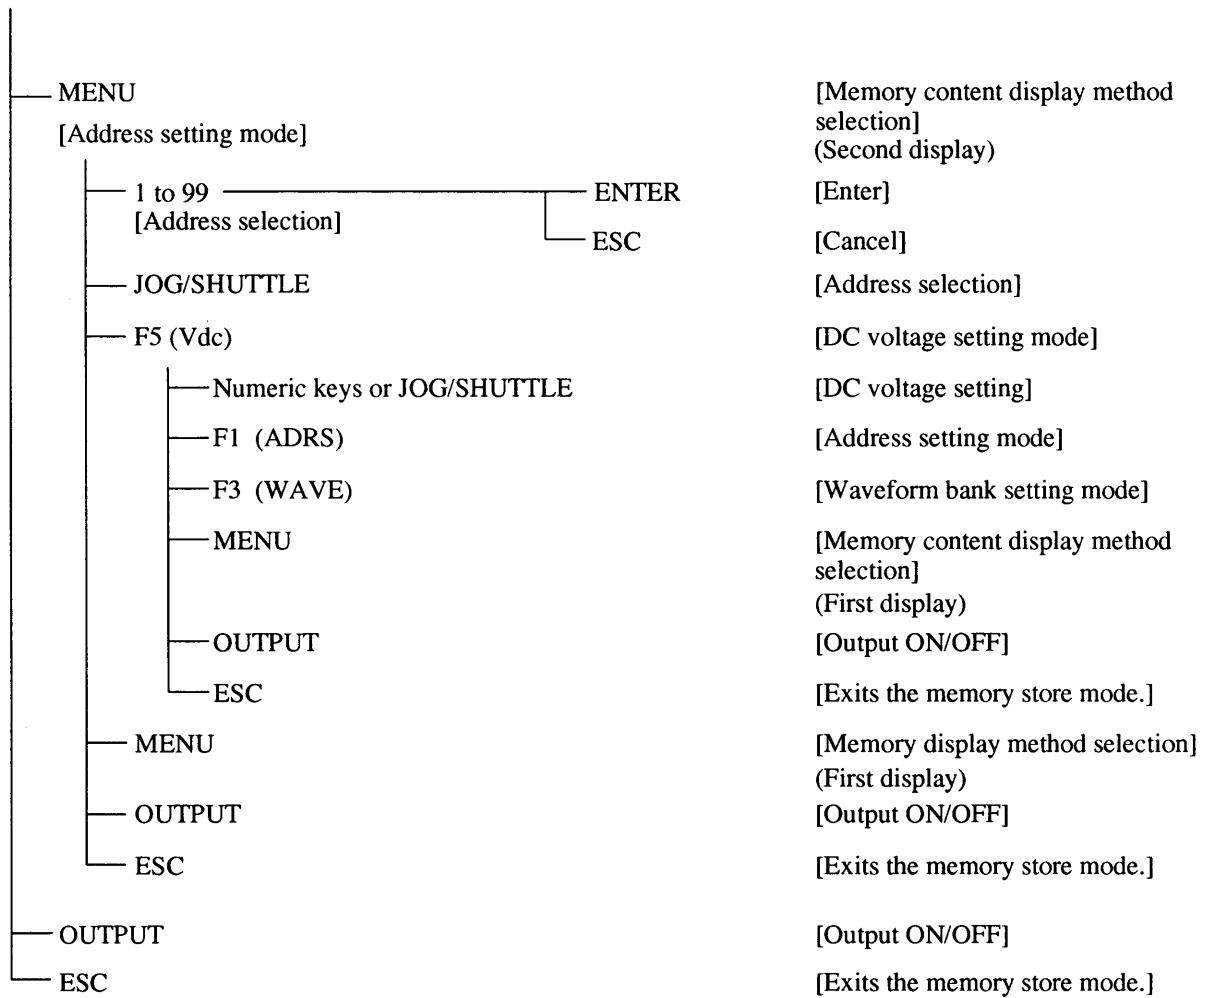 MENU [Memory content display method
selection]
[Address setting mode]
(Second display)
1 to 99 ENTER [Enter]
[Address selection]
ESC [Cancel]
JOG/SHUTTLE [Address selection]
F5 (Vdc) [DC voltage setting mode]
Numeric keys or JOG/SHUTTLE [DC voltage setting]
F1 (ADRS) [Address setting mode]
F3 (WAVE) [Waveform bank setting mode]
MENU [Memory content display method
selection]
(First display)
OUTPUT [Output ON/OFF]
ESC [Exits the memory store mode.]
MENU [Memory display method selection]
(First display)
OUTPUT [Output ON/OFF]
ESC [Exits the memory store mode.]
OUTPUT [Output ON/OFF]
ESC [Exits the memory store mode.]